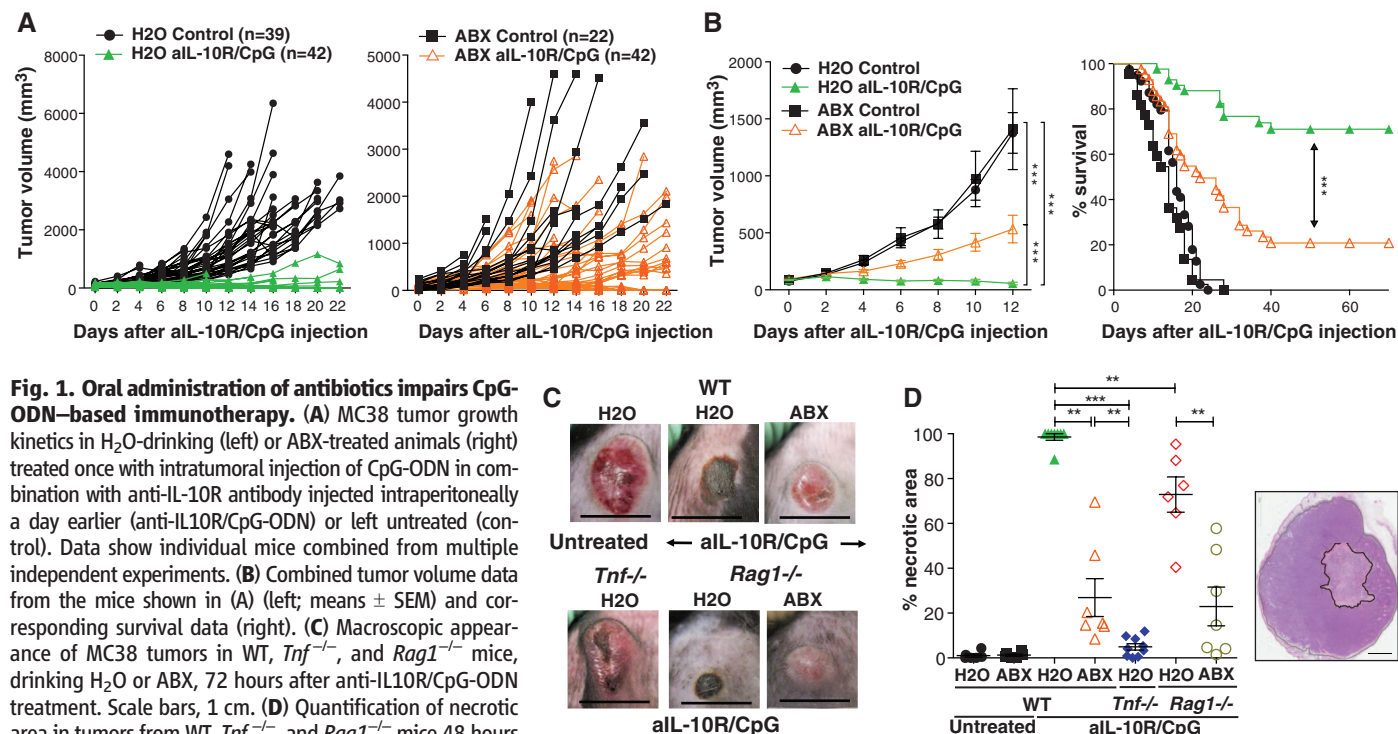 A
H2O Control (n=39)
H2O aIL-10R/CpG (n=42)
Tumor volume (mm3)
8000
6000
4000
2000
0
0 2 4 6 8 10 12 14 16 18 20 22
Days after aIL-10R/CpG injection
ABX Control (n=22)
ABX aIL-10R/CpG (n=42)
5000
4000
3000
2000
1000
0
0 2 4 6 8 10 12 14 16 18 20 22
Days after aIL-10R/CpG injection
B
H2O Control
H2O aIL-10R/CpG
ABX Control
ABX aIL-10R/CpG
Tumor volume (mm3)
2000
1500
1000
500
0
0 2 4 6 8 10 12
***
***
***
Days after aIL-10R/CpG injection
% survival
100
80
60
40
20
0
0 20 40 60
***
Days after aIL-10R/CpG injection
Fig. 1. Oral administration of antibiotics impairs CpG-
ODN–based immunotherapy. (A) MC38 tumor growth
kinetics in H2O-drinking (left) or ABX-treated animals (right)
treated once with intratumoral injection of CpG-ODN in com-
bination with anti-IL-10R antibody injected intraperitoneally
a day earlier (anti-IL10R/CpG-ODN) or left untreated (con-
trol). Data show individual mice combined from multiple
independent experiments. (B) Combined tumor volume data
from the mice shown in (A) (left; means ± SEM) and cor-
responding survival data (right). (C) Macroscopic appear-
ance of MC38 tumors in WT, Tnf−/−, and Rag1−/− mice,
drinking H2O or ABX, 72 hours after anti-IL10R/CpG-ODN
treatment. Scale bars, 1 cm. (D) Quantification of necrotic
area in tumors from WT, Tnf−/−, and Rag1−/− mice 48 hours
C
WT
H2O H2O ABX
Untreated aIL-10R/CpG
Tnf-/- Rag1-/-
H2O H2O ABX
aIL-10R/CpG
D
**
***
** ** **
% necrotic area
100
80
60
40
20
0
H2O ABX H2O ABX H2O H2O ABX
WT Tnf-/- Rag1-/-
Untreated aIL-10R/CpG